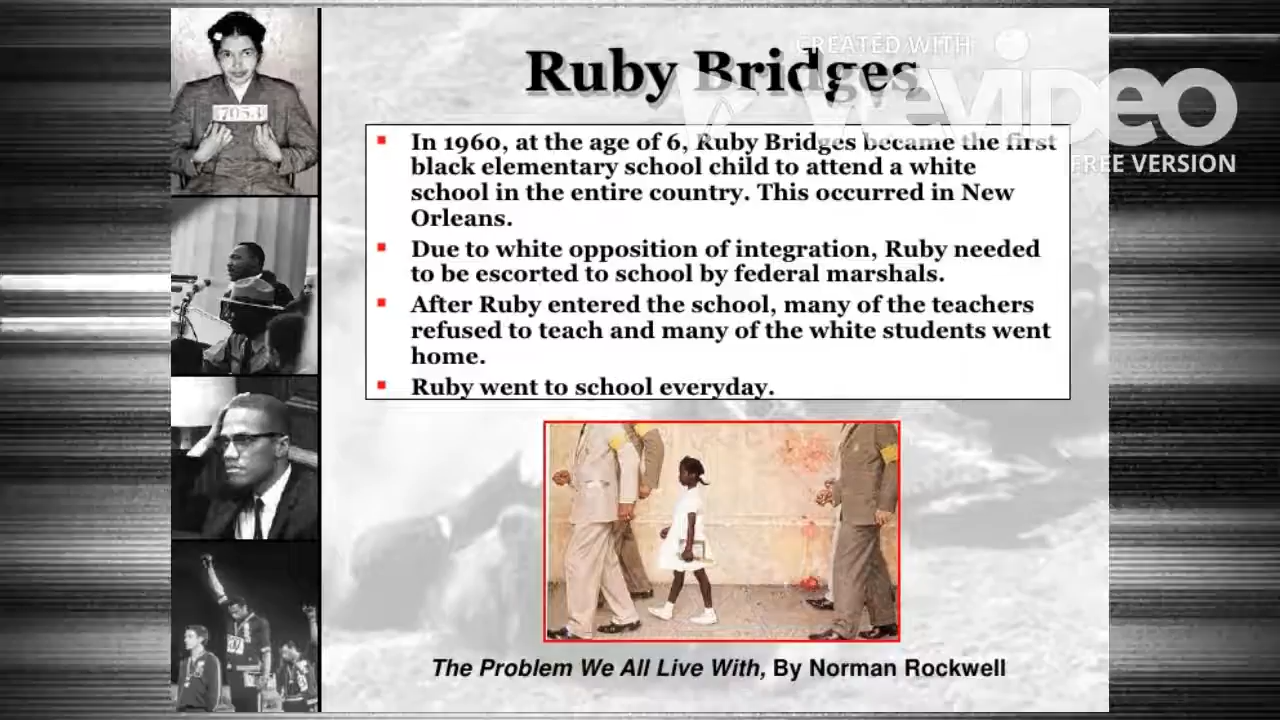 CREATED WITH
WeVideo
FREE VERSION
Ruby Bridges
In 1960, at the age of 6, Ruby Bridges became the first
black elementary school child to attend a white
school in the entire country. This occurred in New
Orleans.
Due to white opposition of integration, Ruby needed
to be escorted to school by federal marshals.
After Ruby entered the school, many of the teachers
refused to teach and many of the white students went
home.
Ruby went to school everyday.
The Problem We All Live With, By Norman Rockwell